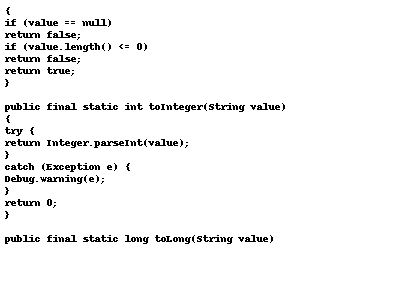 {
if (value == null)
return false;
if (value.length() <= 0)
return false;
return true;
}

public final static int toInteger(String value)
{
try {
return Integer.parseInt(value);
}
catch (Exception e) {
Debug.warning(e);
}
return 0;
}

public final static long toLong(String value)